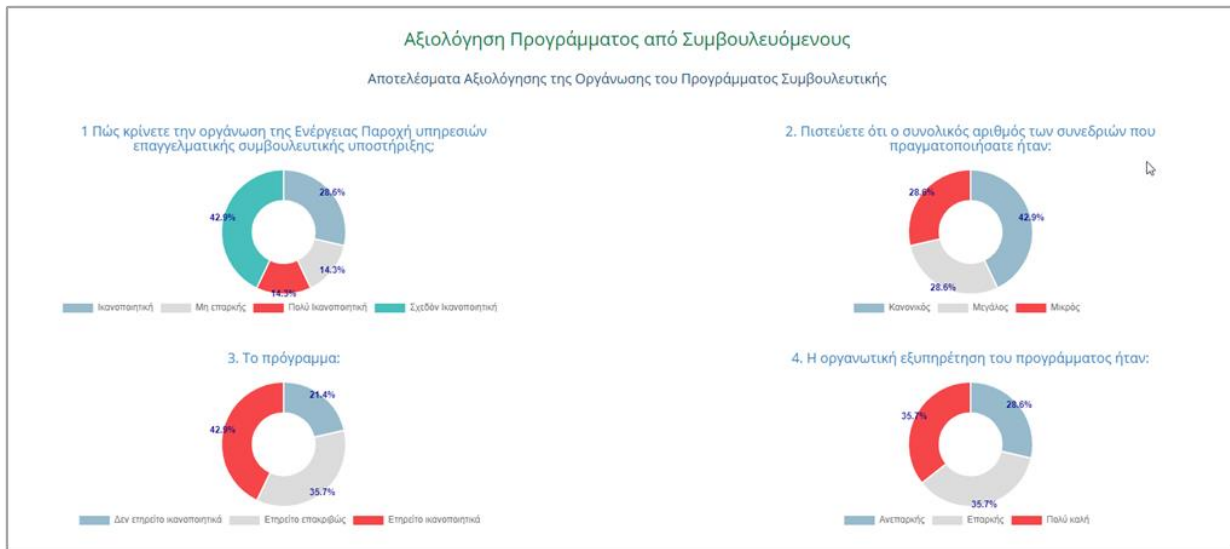 Αξιολόγηση Προγράμματος από Συμβουλευόμενους
Αποτελέσματα Αξιολόγησης της Οργάνωσης του Προγράμματος Συμβουλευτικής
1 Πώς κρίνετε την οργάνωση της Ενέργειας Παροχή υπηρεσιών
επαγγελματικής συμβουλευτικής υποστήριξης;
28.6%
42.9%
14.3%
14.3%
Ικανοποιητική Μη επαρκής Πολύ Ικανοποιητική Σχεδόν Ικανοποιητική
2. Πιστεύετε ότι ο συνολικός αριθμός των συνεδριών που
πραγματοποιήσατε ήταν:
28.6%
42.9%
28.6%
Κανονικός Μεγάλος Μικρός
3. Το πρόγραμμα:
21.4%
42.9%
35.7%
Δεν ετηρείτο ικανοποιητικά Ετηρείτο επακριβώς Ετηρείτο ικανοποιητικά
4. Η οργανωτική εξυπηρέτηση του προγράμματος ήταν:
28.6%
35.7%
35.7%
Ανεπαρκής Επαρκής Πολύ καλή